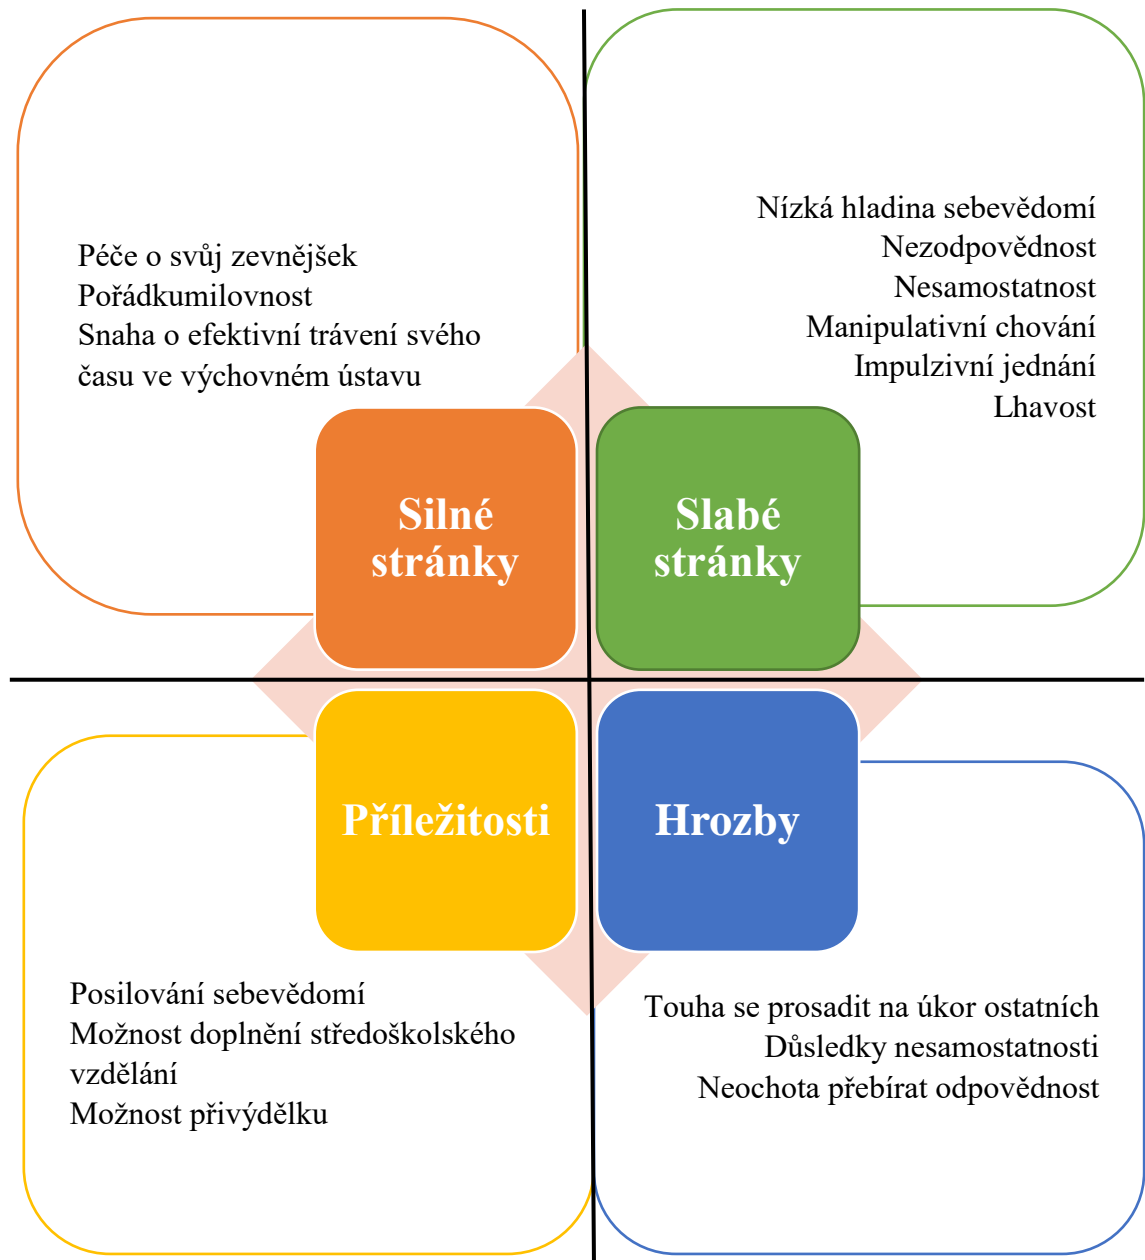 Péče o svůj zevnějšek
Pořádkumilovnost
Snaha o efektivní trávení svého
času ve výchovném ústavu
Silné
stránky
Nízká hladina sebevědomí
Nezodpovědnost
Nesamostatnost
Manipulativní chování
Impulzivní jednání
Lhavost
Slabé
stránky
Příležitosti
Posilování sebevědomí
Možnost doplnění středoškolského
vzdělání
Možnost přivýdělku
Hrozby
Touha se prosadit na úkor ostatních
Důsledky nesamostatnosti
Neochota přebírat odpovědnost